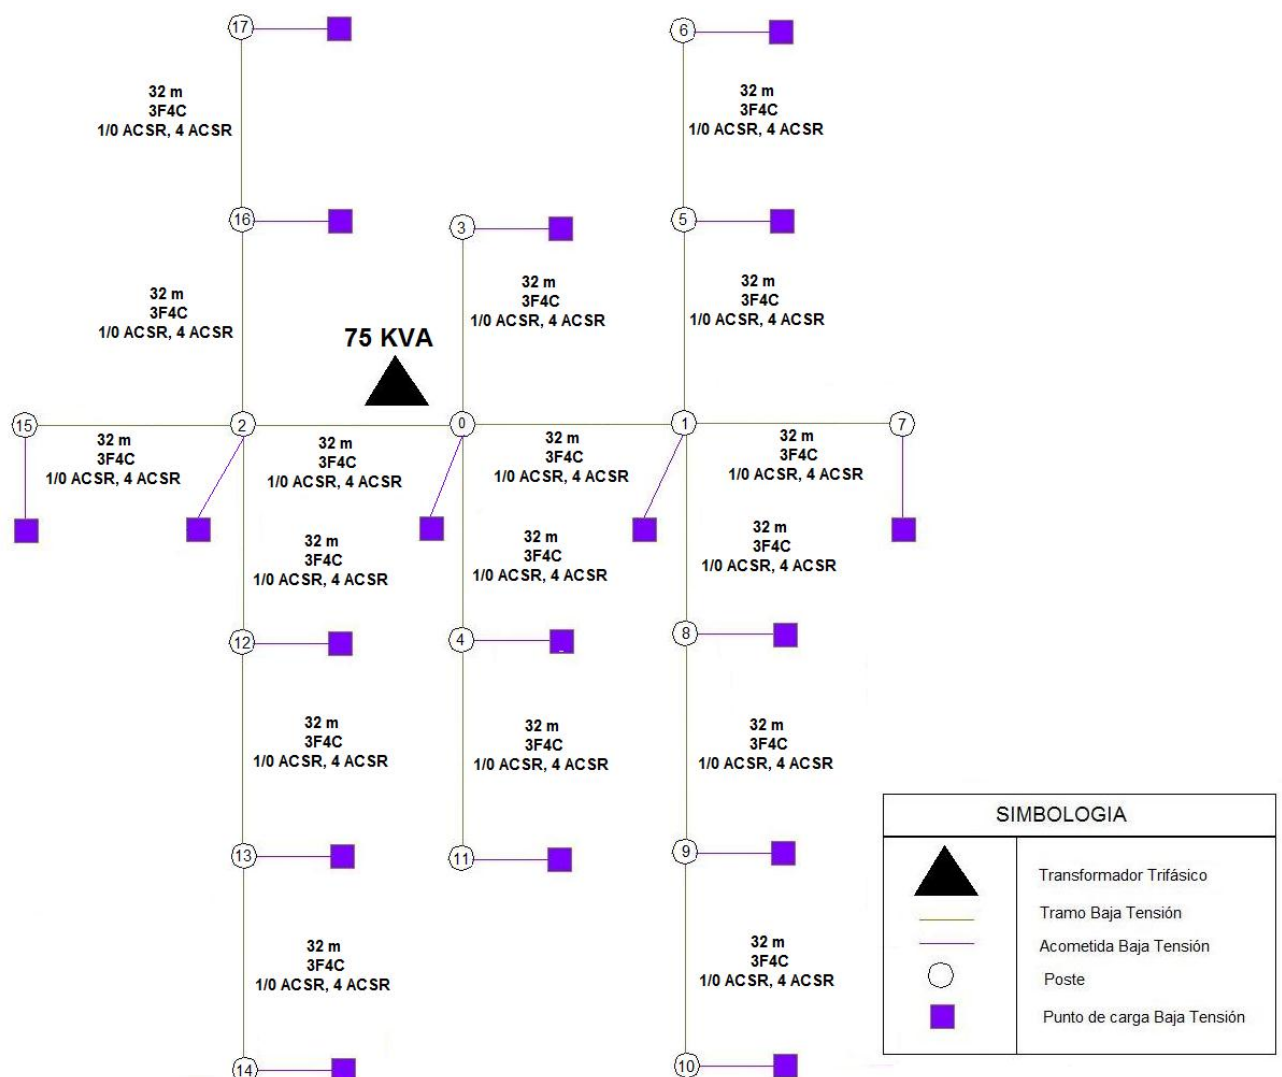 17
6
32 m
3F4C
1/0 ACSR, 4 ACSR
32 m
3F4C
1/0 ACSR, 4 ACSR
16
3
5
32 m
3F4C
1/0 ACSR, 4 ACSR
32 m
3F4C
1/0 ACSR, 4 ACSR
32 m
3F4C
1/0 ACSR, 4 ACSR
75 KVA
15
2
0
1
7
32 m
3F4C
1/0 ACSR, 4 ACSR
32 m
3F4C
1/0 ACSR, 4 ACSR
32 m
3F4C
1/0 ACSR, 4 ACSR
32 m
3F4C
1/0 ACSR, 4 ACSR
32 m
3F4C
1/0 ACSR, 4 ACSR
32 m
3F4C
1/0 ACSR, 4 ACSR
32 m
3F4C
1/0 ACSR, 4 ACSR
12
4
8
32 m
3F4C
1/0 ACSR, 4 ACSR
32 m
3F4C
1/0 ACSR, 4 ACSR
32 m
3F4C
1/0 ACSR, 4 ACSR
13
11
9
32 m
3F4C
1/0 ACSR, 4 ACSR
32 m
3F4C
1/0 ACSR, 4 ACSR
14
10
SIMBOLOGIA
Transformador Trifásico
Tramo Baja Tensión
Acometida Baja Tensión
Poste
Punto de carga Baja Tensión